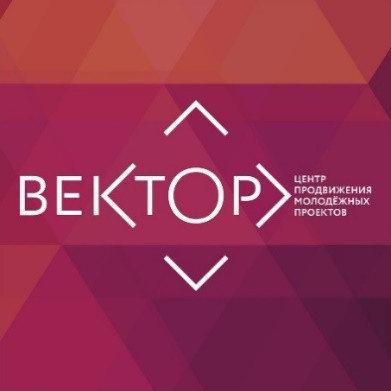 ВЕКТОР
ЦЕНТР
ПРОДВИЖЕНИЯ
МОЛОДЁЖНЫХ
ПРОЕКТОВ